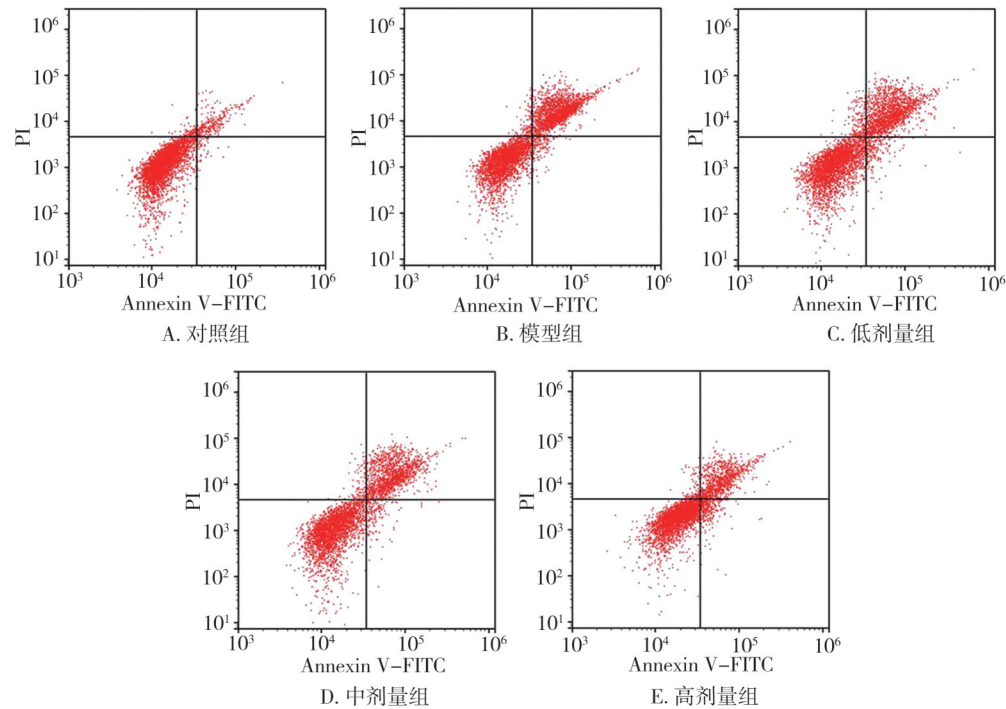 10⁶ 10⁶ 10⁶
10⁵ 10⁵ 10⁵
10⁴ 10⁴ 10⁴
PI PI PI
10³ 10³ 10³
10² 10² 10²
10¹ 10¹ 10¹
10³ 10⁴ 10⁵ 10⁶ 10³ 10⁴ 10⁵ 10⁶ 10³ 10⁴ 10⁵ 10⁶
Annexin V-FITC Annexin V-FITC Annexin V-FITC
A. 对照组 B. 模型组 C. 低剂量组
10⁶ 10⁶
10⁵ 10⁵
10⁴ 10⁴
PI PI
10³ 10³
10² 10²
10¹ 10¹
10³ 10⁴ 10⁵ 10⁶ 10³ 10⁴ 10⁵ 10⁶
Annexin V-FITC Annexin V-FITC
D. 中剂量组 E. 高剂量组